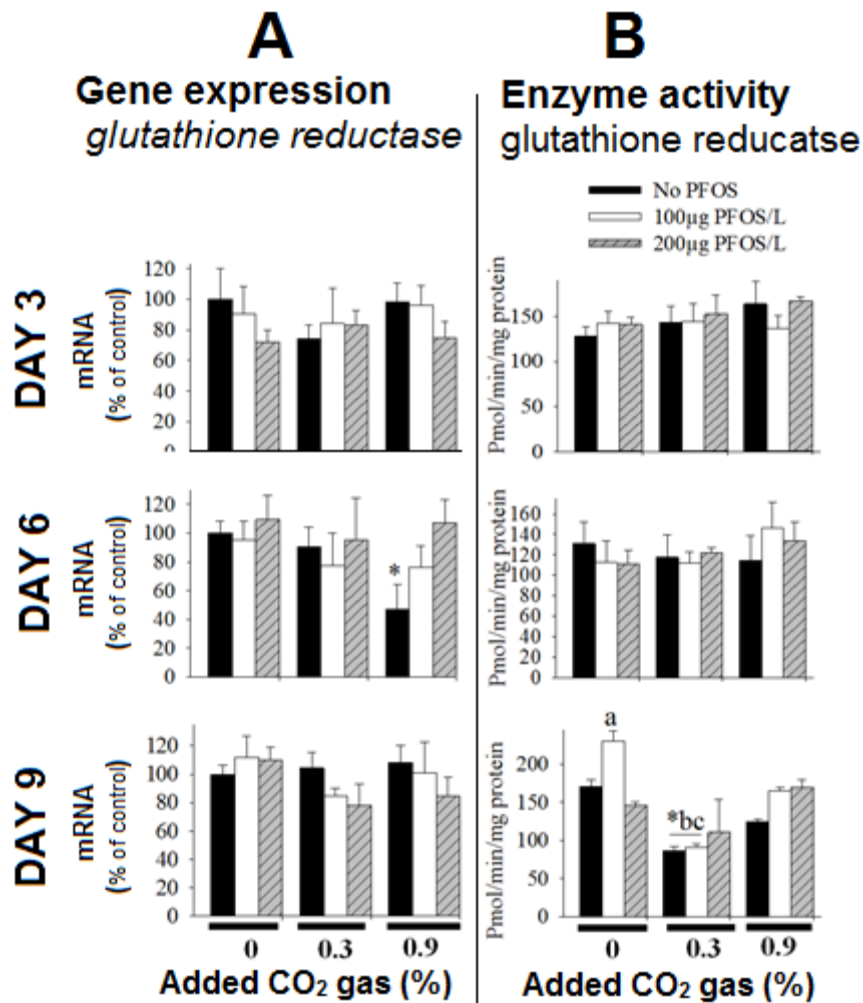 A
Gene expression
glutathione reductase
B
Enzyme activity
glutathione reducatse
No PFOS
100µg PFOS/L
200µg PFOS/L
DAY 3
mRNA
(% of control)
120
100
80
60
40
20
0
Pmol/min/mg protein
150
100
50
0
DAY 6
mRNA
(% of control)
100
80
60
40
20
0
*
Pmol/min/mg protein
160
140
120
100
80
60
40
20
0
DAY 9
mRNA
(% of control)
120
100
80
60
40
20
0
Pmol/min/mg protein
200
150
100
50
0
a
*bc
0 0.3 0.9
Added CO₂ gas (%)
0 0.3 0.9
Added CO₂ gas (%)